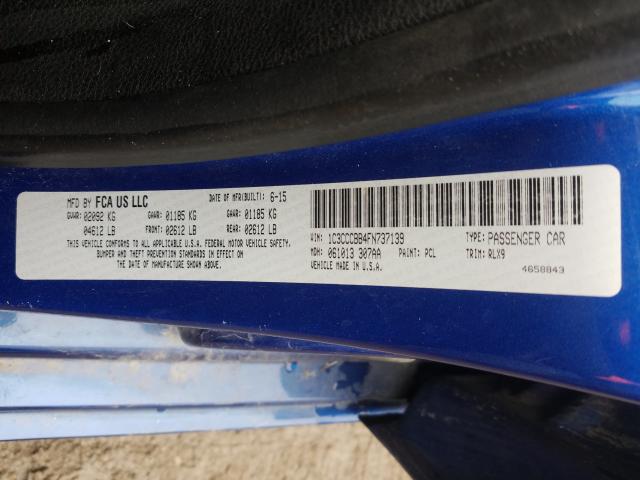 MFD BY FCA US LLC DATE OF MFR(BUILT): 6-15
GVWR: 02092 KG GAWR: 01185 KG GAWR: 01185 KG
04612 LB FRONT: 02612 LB REAR: 02612 LB
THIS VEHICLE CONFORMS TO ALL APPLICABLE U.S.A. FEDERAL MOTOR VEHICLE SAFETY,
BUMPER AND THEFT PREVENTION STANDARDS IN EFFECT ON
THE DATE OF MANUFACTURE SHOWN ABOVE.
VIN: 1C3CCCBB4FN737139 TYPE: PASSENGER CAR
MDH: 061013 307AA PAINT: PCL TRIM: RLX9
VEHICLE MADE IN U.S.A. 4658843